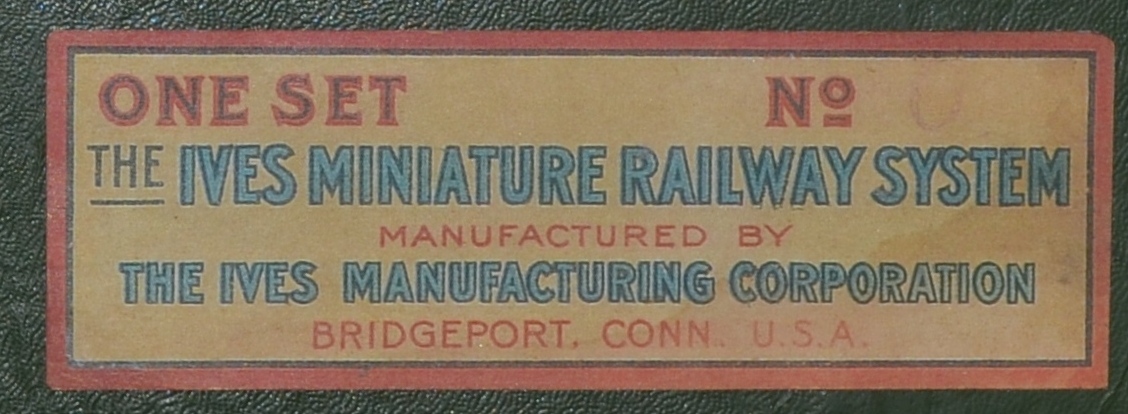 ONE SET Nº
THE IVES MINIATURE RAILWAY SYSTEM
MANUFACTURED BY
THE IVES MANUFACTURING CORPORATION
BRIDGEPORT, CONN., U.S.A.